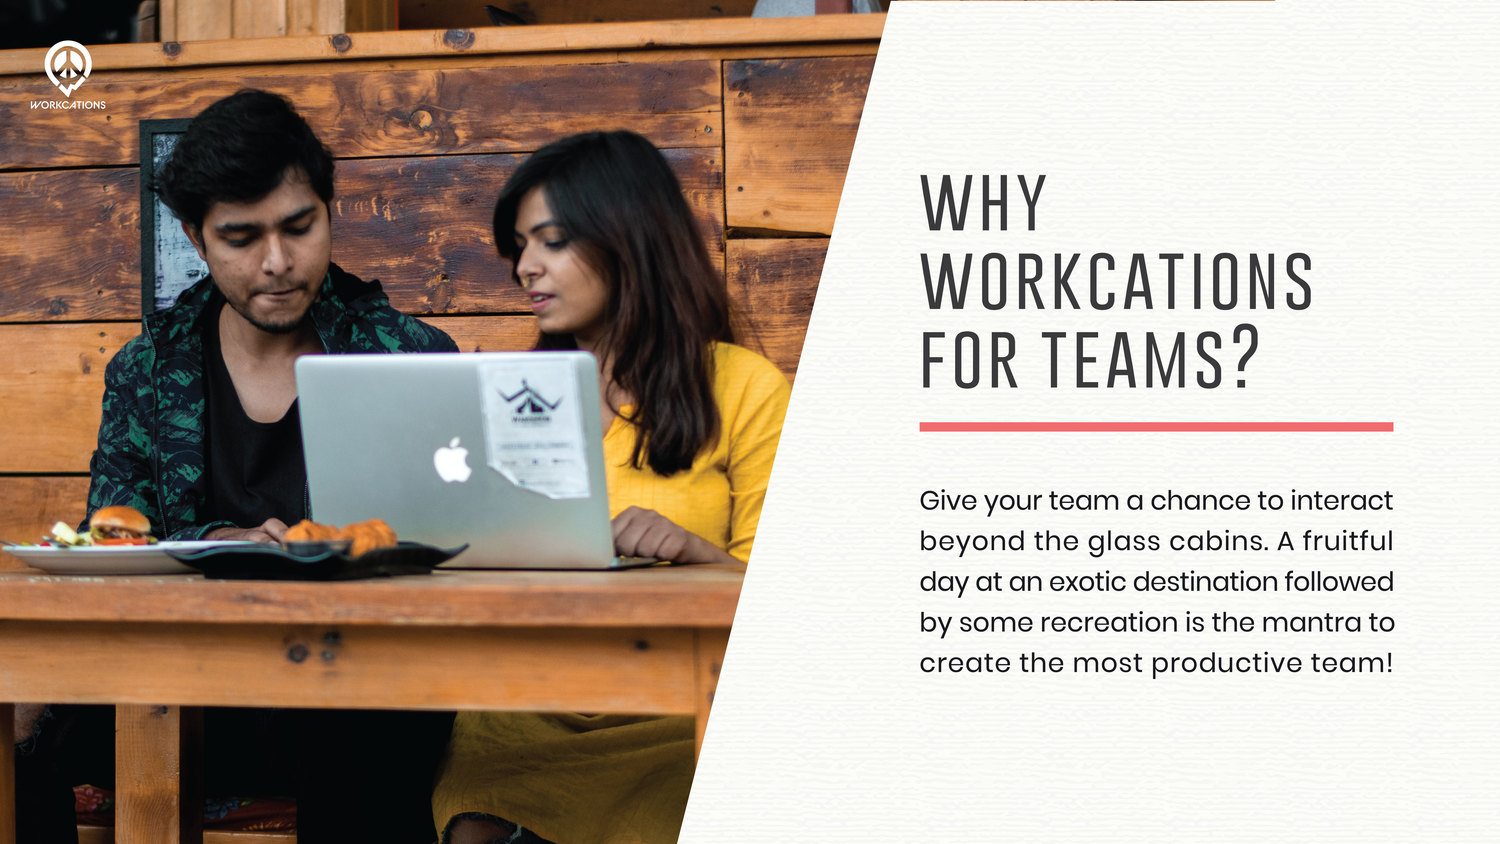 WORKCATIONS
WHY
WORKCATIONS
FOR TEAMS?
Give your team a chance to interact
beyond the glass cabins. A fruitful
day at an exotic destination followed
by some recreation is the mantra to
create the most productive team!